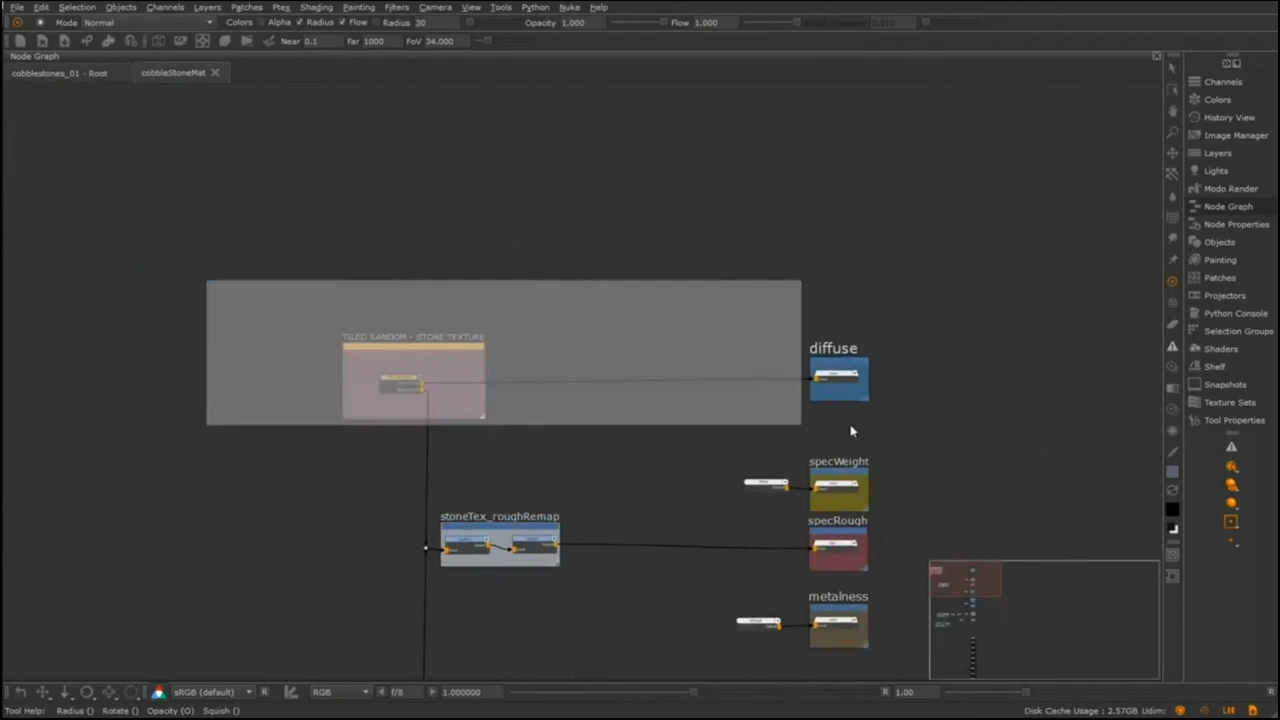 File Edit Selection Objects Channels Layers Patches Ptex Shading Painting Filters Camera View Tools Python Nuke Help
Mode Normal Colors Alpha Radius Flow Radius 30 Opacity 1.000 Flow 1.000
Near 0.1 Far 1000 FoV 34.000
Node Graph
cobblestones_01 - Root cobbleStoneMat
Channels
Colors
History View
Image Manager
Layers
Lights
Modo Render
Node Graph
Node Properties
Objects
Painting
Patches
Projectors
Python Console
Selection Groups
Shaders
Shelf
Snapshots
Texture Sets
Tool Properties
TILED RANDOM - STONE TEXTURE
diffuse
specWeight
stoneTex_roughRemap
specRough
metalness
sRGB (default) R RGB f/8 1.000000 R 1.00
Tool Help: Radius () Rotate () Opacity (O) Squish () Disk Cache Usage : 2.57GB Udim: